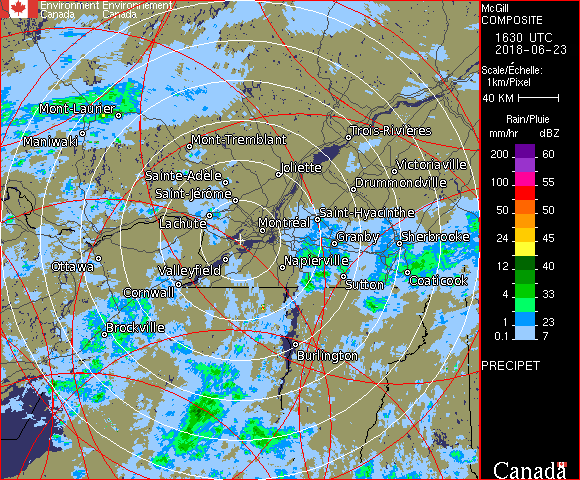 Environment Environnement
Canada Canada
McGill
COMPOSITE
1630 UTC
2018-06-23
Scale/Échelle:
1km/Pixel
40 KM
Rain/Pluie
mm/hr dBZ
200 60
100 55
50 50
24 45
12 40
4 33
1 23
0.1 7
PRECIPET
Mont-Laurier
Maniwaki
Mont-Tremblant
Trois-Rivières
Sainte-Adèle
Joliette
Victoriaville
Saint-Jérôme
Drummondville
Lachute
Montréal
Saint-Hyacinthe
Granby
Sherbrooke
Ottawa
Valleyfield
Napierville
Cornwall
Sutton
Coaticook
Brockville
Burlington
Canada